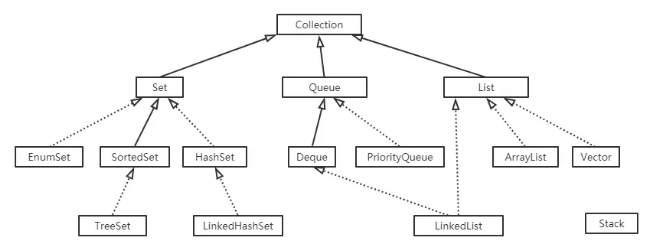 Collection
Set
Queue
List
EnumSet
SortedSet
HashSet
Deque
PriorityQueue
ArrayList
Vector
TreeSet
LinkedHashSet
LinkedList
Stack